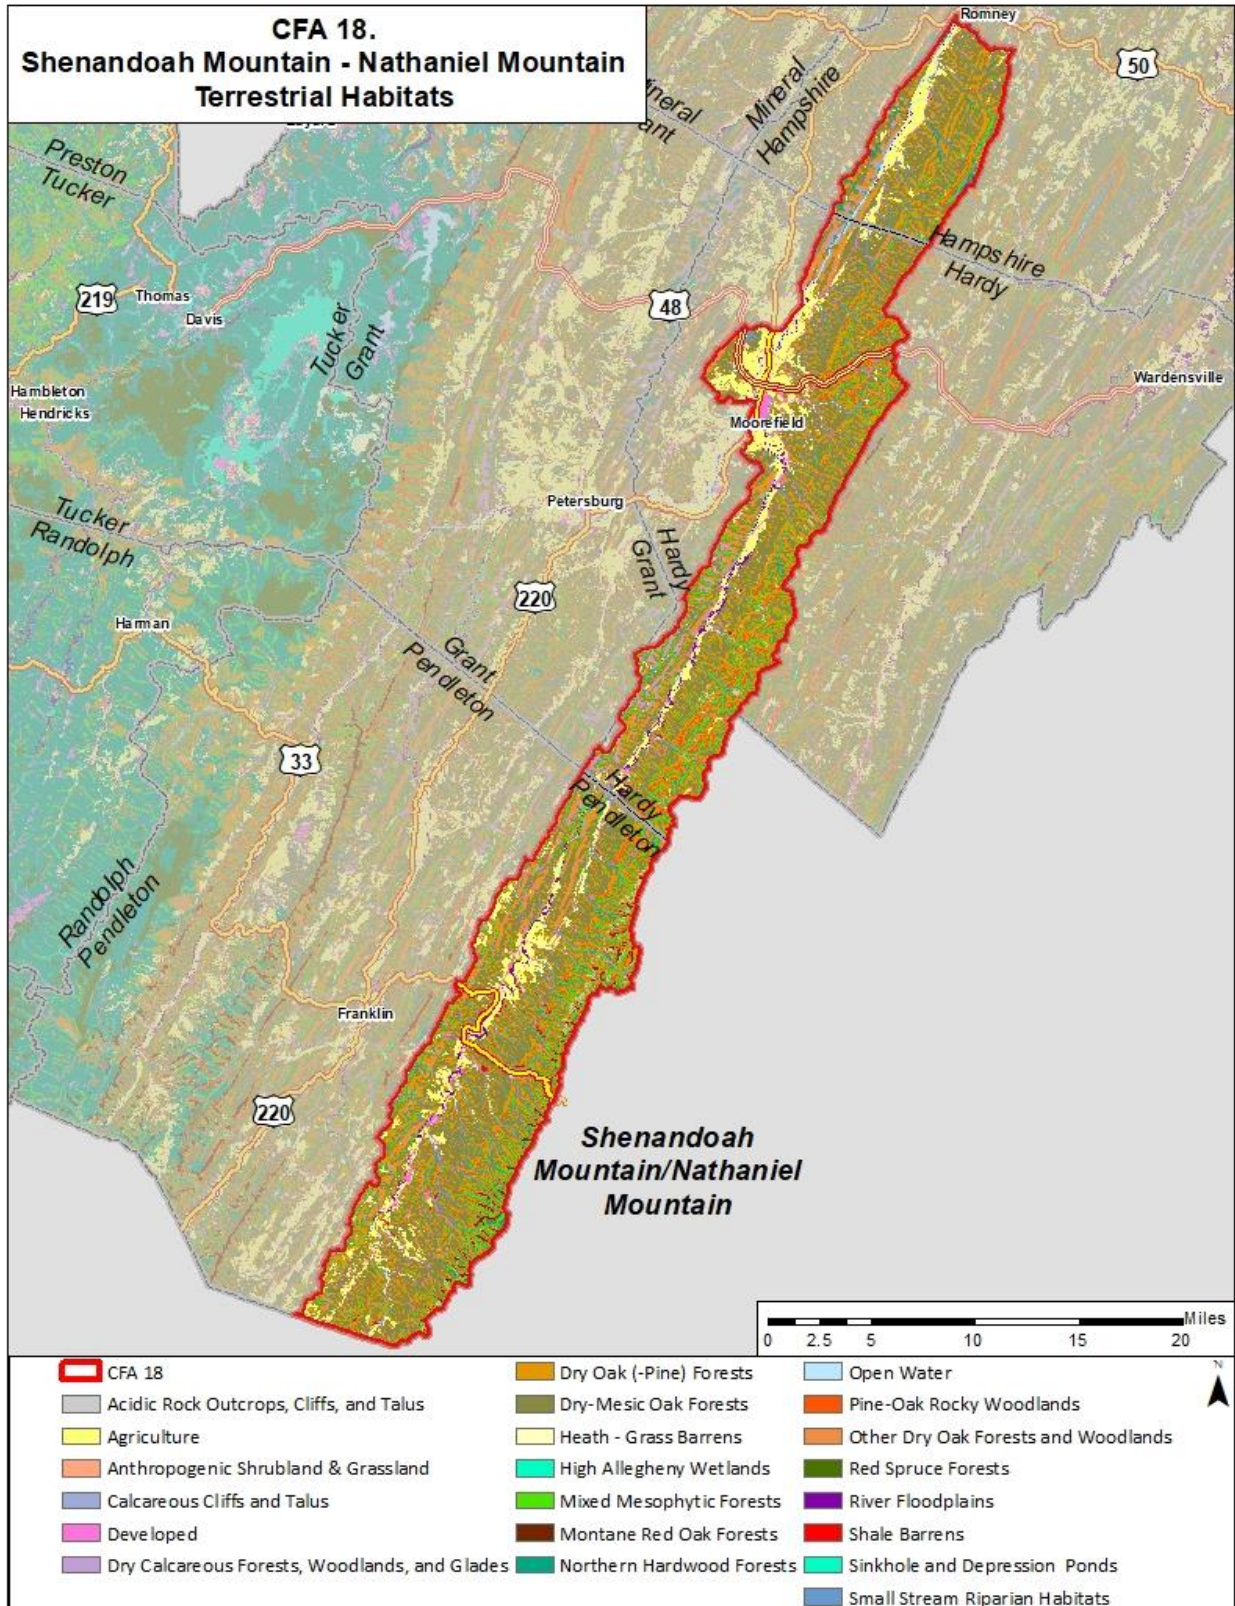 CFA 18.
Shenandoah Mountain - Nathaniel Mountain
Terrestrial Habitats
Romney
50
Mineral
Hampshire
Preston
Tucker
Hampshire
Hardy
219
Thomas
Davis
48
Tucker
Grant
Hambleton
Hendricks
Wardensville
Moorefield
Petersburg
Tucker
Randolph
Hardy
Grant
220
Harman
Grant
Pendleton
33
Hardy
Pendleton
Randolph
Pendleton
Franklin
220
Shenandoah
Mountain/Nathaniel
Mountain
Miles
0 2.5 5 10 15 20
CFA 18
Acidic Rock Outcrops, Cliffs, and Talus
Agriculture
Anthropogenic Shrubland & Grassland
Calcareous Cliffs and Talus
Developed
Dry Calcareous Forests, Woodlands, and Glades
Dry Oak (-Pine) Forests
Dry-Mesic Oak Forests
Heath - Grass Barrens
High Allegheny Wetlands
Mixed Mesophytic Forests
Montane Red Oak Forests
Northern Hardwood Forests
Open Water
Pine-Oak Rocky Woodlands
Other Dry Oak Forests and Woodlands
Red Spruce Forests
River Floodplains
Shale Barrens
Sinkhole and Depression Ponds
Small Stream Riparian Habitats
N